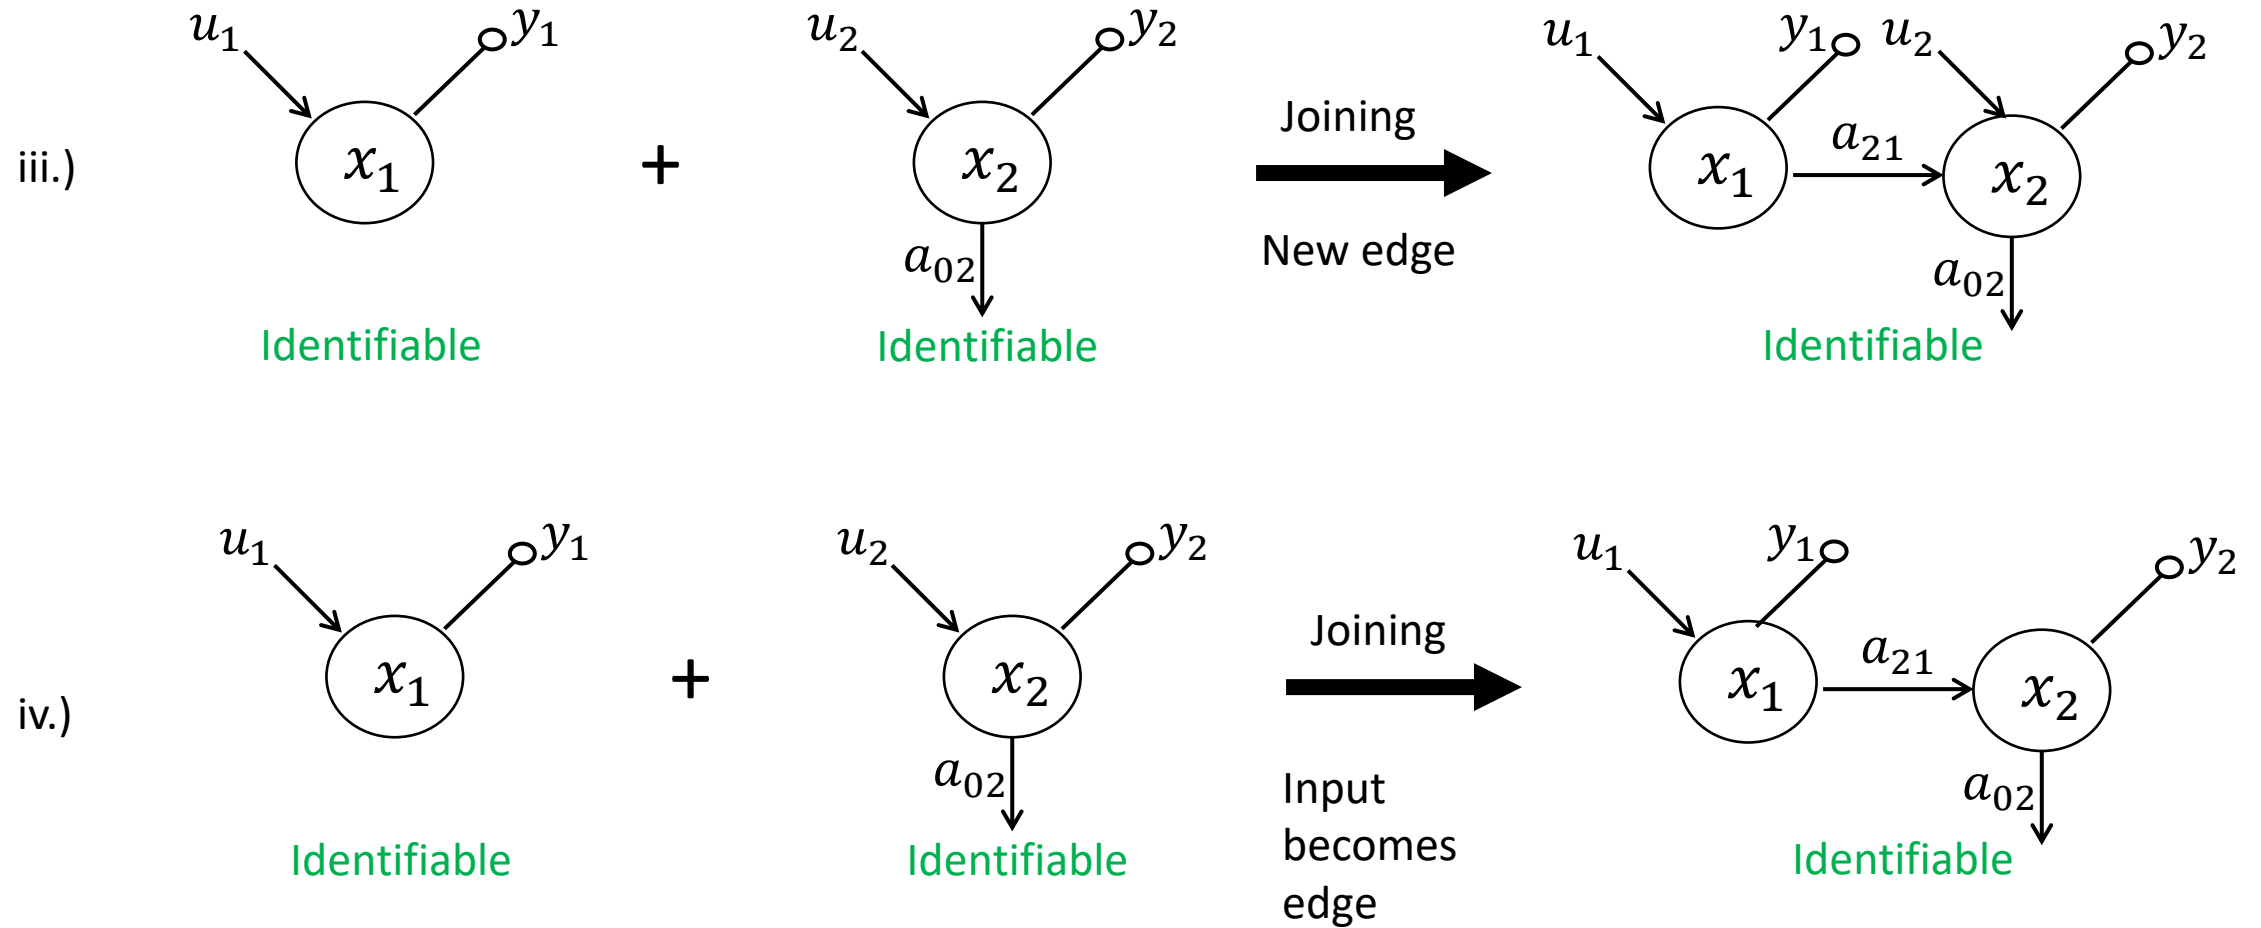 u₁ y₁ u₂ y₂ u₁ y₁ u₂ y₂
iii.) x₁ + x₂ Joining x₁ a₂₁ x₂
a₀₂ New edge a₀₂
Identifiable Identifiable Identifiable
u₁ y₁ u₂ y₂ u₁ y₁ y₂
iv.) x₁ + x₂ Joining x₁ a₂₁ x₂
a₀₂ Input a₀₂
becomes
Identifiable Identifiable Identifiable
edge